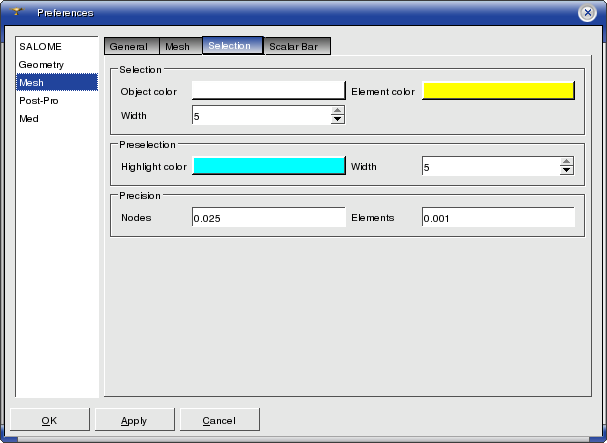 Preferences
SALOME
Geometry
Mesh
Post-Pro
Med
General Mesh Selection Scalar Bar
Selection
Object color Element color
Width 5
Preselection
Highlight color Width 5
Precision
Nodes 0.025 Elements 0.001
OK Apply Cancel